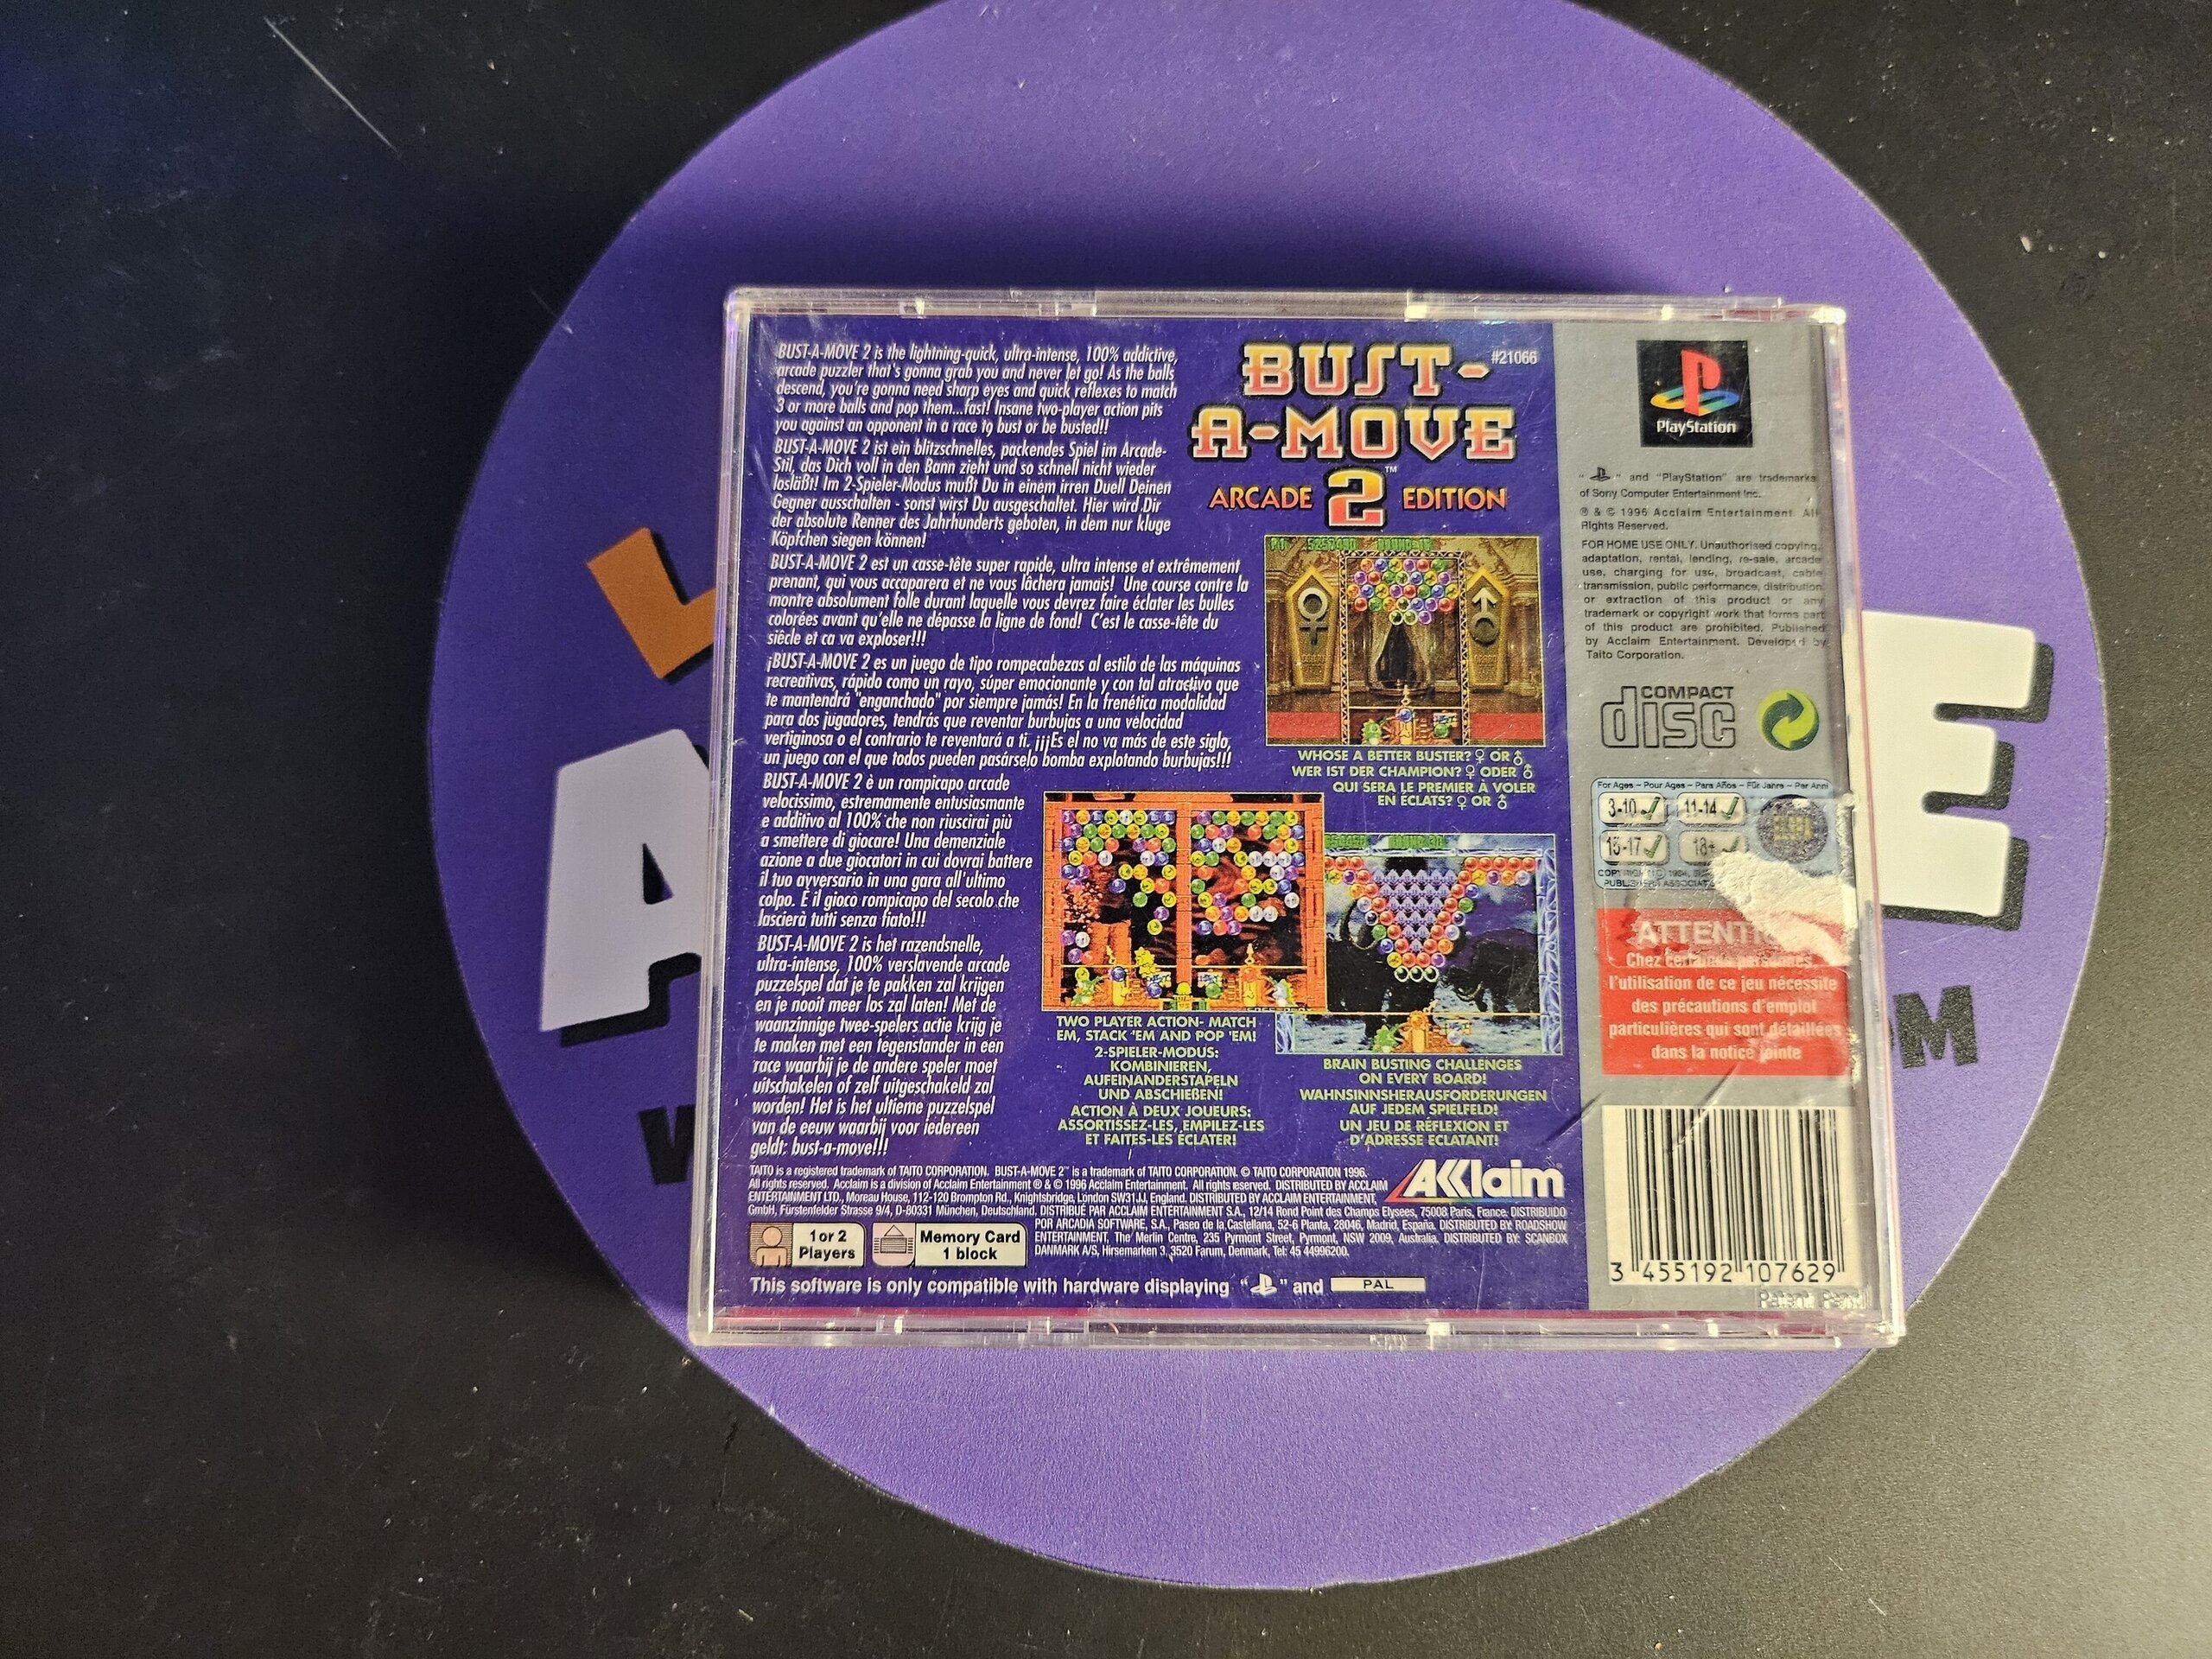 BUST-A-MOVE 2 is the lightning-quick, ultra-intense, 100% addictive,
arcade puzzler that's gonna grab you and never let go! As the balls
descend, you're gonna need sharp eyes and quick reflexes to match
3 or more balls and pop them...fast! Insane two-player action pits
you against an opponent in a race to bust or be busted!!
BUST-A-MOVE 2 ist ein blitzschnelles, packendes Spiel im Arcade-
Stil, das Dich voll in den Bann zieht und so schnell nicht wieder
losläßt! Im 2-Spieler-Modus mußt Du in einem irren Duell Deinen
Gegner ausschalten - sonst wirst Du ausgeschaltet. Hier wird Dir
der absolute Renner des Jahrhunderts geboten, in dem nur kluge
Köpfchen siegen können!
BUST-A-MOVE 2 est un casse-tête super rapide, ultra intense et extrêmement
prenant, qui vous accaparera et ne vous lâchera jamais! Une course contre la
montre absolument folle durant laquelle vous devrez faire éclater les bulles
colorées avant qu'elle ne dépasse la ligne de fond! C'est le casse-tête du
siècle et ca va exploser!!!
¡BUST-A-MOVE 2 es un juego de tipo rompecabezas al estilo de las máquinas
recreativas, rápido como un rayo, súper emocionante y con tal atractivo que
te mantendrá "enganchado" por siempre jamás! En la frenética modalidad
para dos jugadores, tendrás que reventar burbujas a una velocidad
vertiginosa o el contrario te reventará a ti. ¡¡¡Es el no va más de este siglo,
un juego con el que todos pueden pasárselo bomba explotando burbujas!!!
BUST-A-MOVE 2 è un rompicapo arcade
velocissimo, estremamente entusiasmante
e additivo al 100% che non riuscirai più
a smettere di giocare! Una demenziale
azione a due giocatori in cui dovrai battere
il tuo avversario in una gara all'ultimo
colpo. È il gioco rompicapo del secolo che
lascierà tutti senza fiato!!!
BUST-A-MOVE 2 is het razendsnelle,
ultra-intense, 100% verslavende arcade
puzzelspel dat je te pakken zal krijgen
en je nooit meer los zal laten! Met de
waanzinnige twee-spelers actie krijg je
te maken met een tegenstander in een
race waarbij je de andere speler moet
uitschakelen of zelf uitgeschakeld zal
worden! Het is het ultieme puzzelspel
van de eeuw waarbij voor iedereen
geldt: bust-a-move!!!
#21066
BUST-
A-MOVE
ARCADE 2™ EDITION
WHOSE A BETTER BUSTER? ♀ OR ♂
WER IST DER CHAMPION? ♀ ODER ♂
QUI SERA LE PREMIER À VOLER
EN ÉCLATS? ♀ OR ♂
TWO PLAYER ACTION- MATCH
EM, STACK 'EM AND POP 'EM!
2-SPIELER-MODUS:
KOMBINIEREN,
AUFEINANDERSTAPELN
UND ABSCHIEßEN!
ACTION À DEUX JOUEURS:
ASSORTISSEZ-LES, EMPILEZ-LES
ET FAITES-LES ÉCLATER!
BRAIN BUSTING CHALLENGES
ON EVERY BOARD!
WAHNSINNSHERAUSFORDERUNGEN
AUF JEDEM SPIELFELD!
UN JEU DE RÉFLEXION ET
D'ADRESSE ECLATANT!
TAITO is a registered trademark of TAITO CORPORATION. BUST-A-MOVE 2™ is a trademark of TAITO CORPORATION. © TAITO CORPORATION 1996.
All rights reserved. Acclaim is a division of Acclaim Entertainment ® & © 1996 Acclaim Entertainment. All rights reserved. DISTRIBUTED BY ACCLAIM
ENTERTAINMENT LTD., Moreau House, 112-120 Brompton Rd., Knightsbridge, London SW31JJ, England. DISTRIBUTED BY ACCLAIM ENTERTAINMENT,
GmbH, Fürstenfelder Strasse 9/4, D-80331 München, Deutschland. DISTRIBUÉ PAR ACCLAIM ENTERTAINMENT S.A., 12/14 Rond Point des Champs Elysees, 75008 Paris, France. DISTRIBUIDO
POR ARCADIA SOFTWARE, S.A., Paseo de la Castellana, 52-6 Planta, 28046, Madrid, España. DISTRIBUTED BY: ROADSHOW
ENTERTAINMENT, The Merlin Centre, 235 Pyrmont Street, Pyrmont, NSW 2009, Australia. DISTRIBUTED BY: SCANBOX
DANMARK A/S, Hirsemarken 3, 3520 Farum, Denmark, Tel: 45 44996200.
AKKlaim
1 or 2
Players
Memory Card
1 block
This software is only compatible with hardware displaying " " and PAL
PlayStation
" " and "PlayStation" are trademarks
of Sony Computer Entertainment Inc.
® & © 1996 Acclaim Entertainment. All
Rights Reserved.
FOR HOME USE ONLY. Unauthorised copying,
adaptation, rental, lending, re-sale, arcade
use, charging for use, broadcast, cable
transmission, public performance, distribution
or extraction of this product or any
trademark or copyright work that forms part
of this product are prohibited. Published
by Acclaim Entertainment. Developed by
Taito Corporation.
COMPACT
disc
For Ages - Pour Ages - Para Años - Für Jahre - Per Anni
3-10 11-14
15-17 18+
ATTENTI
Chez certaines personnes,
l'utilisation de ce jeu nécessite
des précautions d'emploi
particulières qui sont détaillées
dans la notice jointe
3 455192 107629
Patent Pend